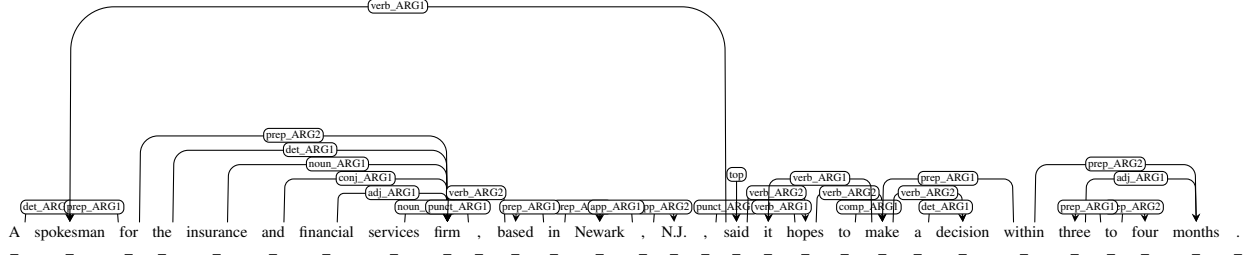 verb_ARG1
prep_ARG2
det_ARG1
noun_ARG1
prep_ARG2
conj_ARG1
top
verb_ARG1
prep_ARG1
adj_ARG1
adj_ARG1
verb_ARG2
verb_ARG2
verb_ARG2
verb_ARG2
prep_ARG1
punct_ARG1
prep_ARG1
app_ARG1
verb_ARG1
comp_ARG1
det_ARG1
prep_ARG1
A spokesman for the insurance and financial services firm , based in Newark , N.J. , said it hopes to make a decision within three to four months .
_ _ _ _ _ _ _ _ _ _ _ _ _ _ _ _ _ _ _ _ _ _ _ _ _ _ _ _ _